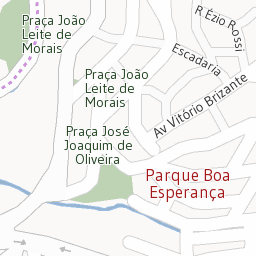 Praça João
Leite de
Morais
R Ézio Rossi
Escadaria
Praça João
Leite de
Morais
Av Vitório Brizante
Praça José
Joaquim de
Oliveira
Parque Boa
Esperança